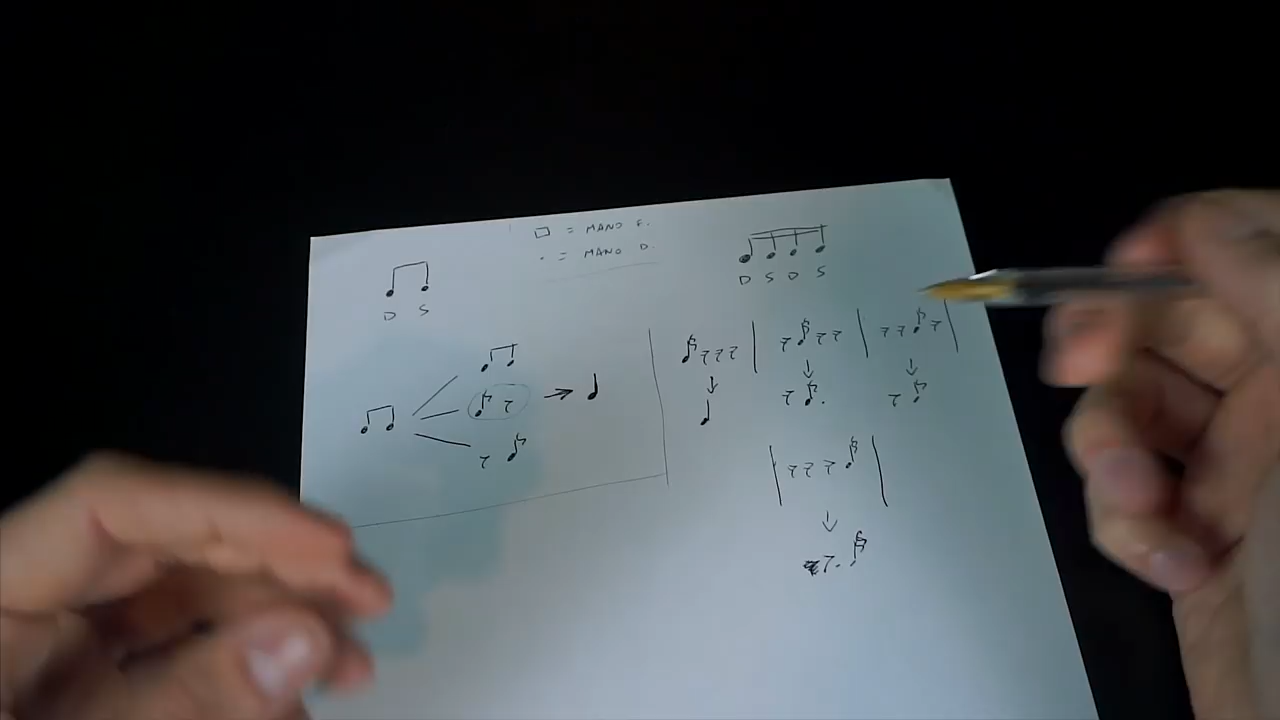 = MANO F.
. = MANO D.
D S
D S D S